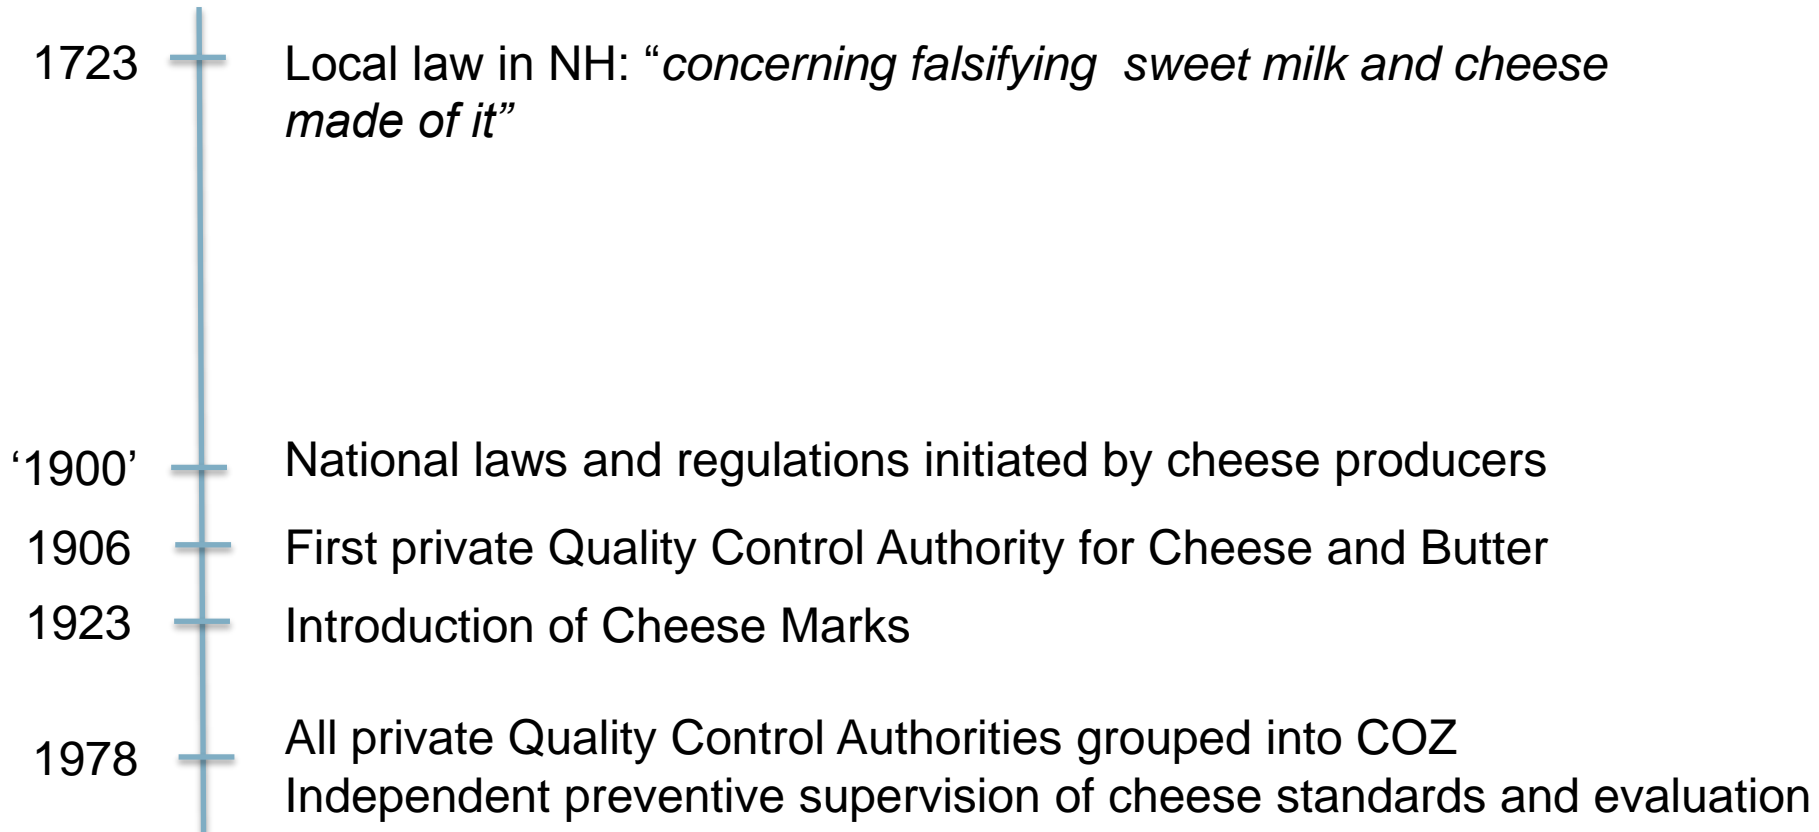 1723 Local law in NH: “concerning falsifying  sweet milk and cheese
made of it”
‘1900’ National laws and regulations initiated by cheese producers
1906 First private Quality Control Authority for Cheese and Butter
1923 Introduction of Cheese Marks
1978 All private Quality Control Authorities grouped into COZ
Independent preventive supervision of cheese standards and evaluation